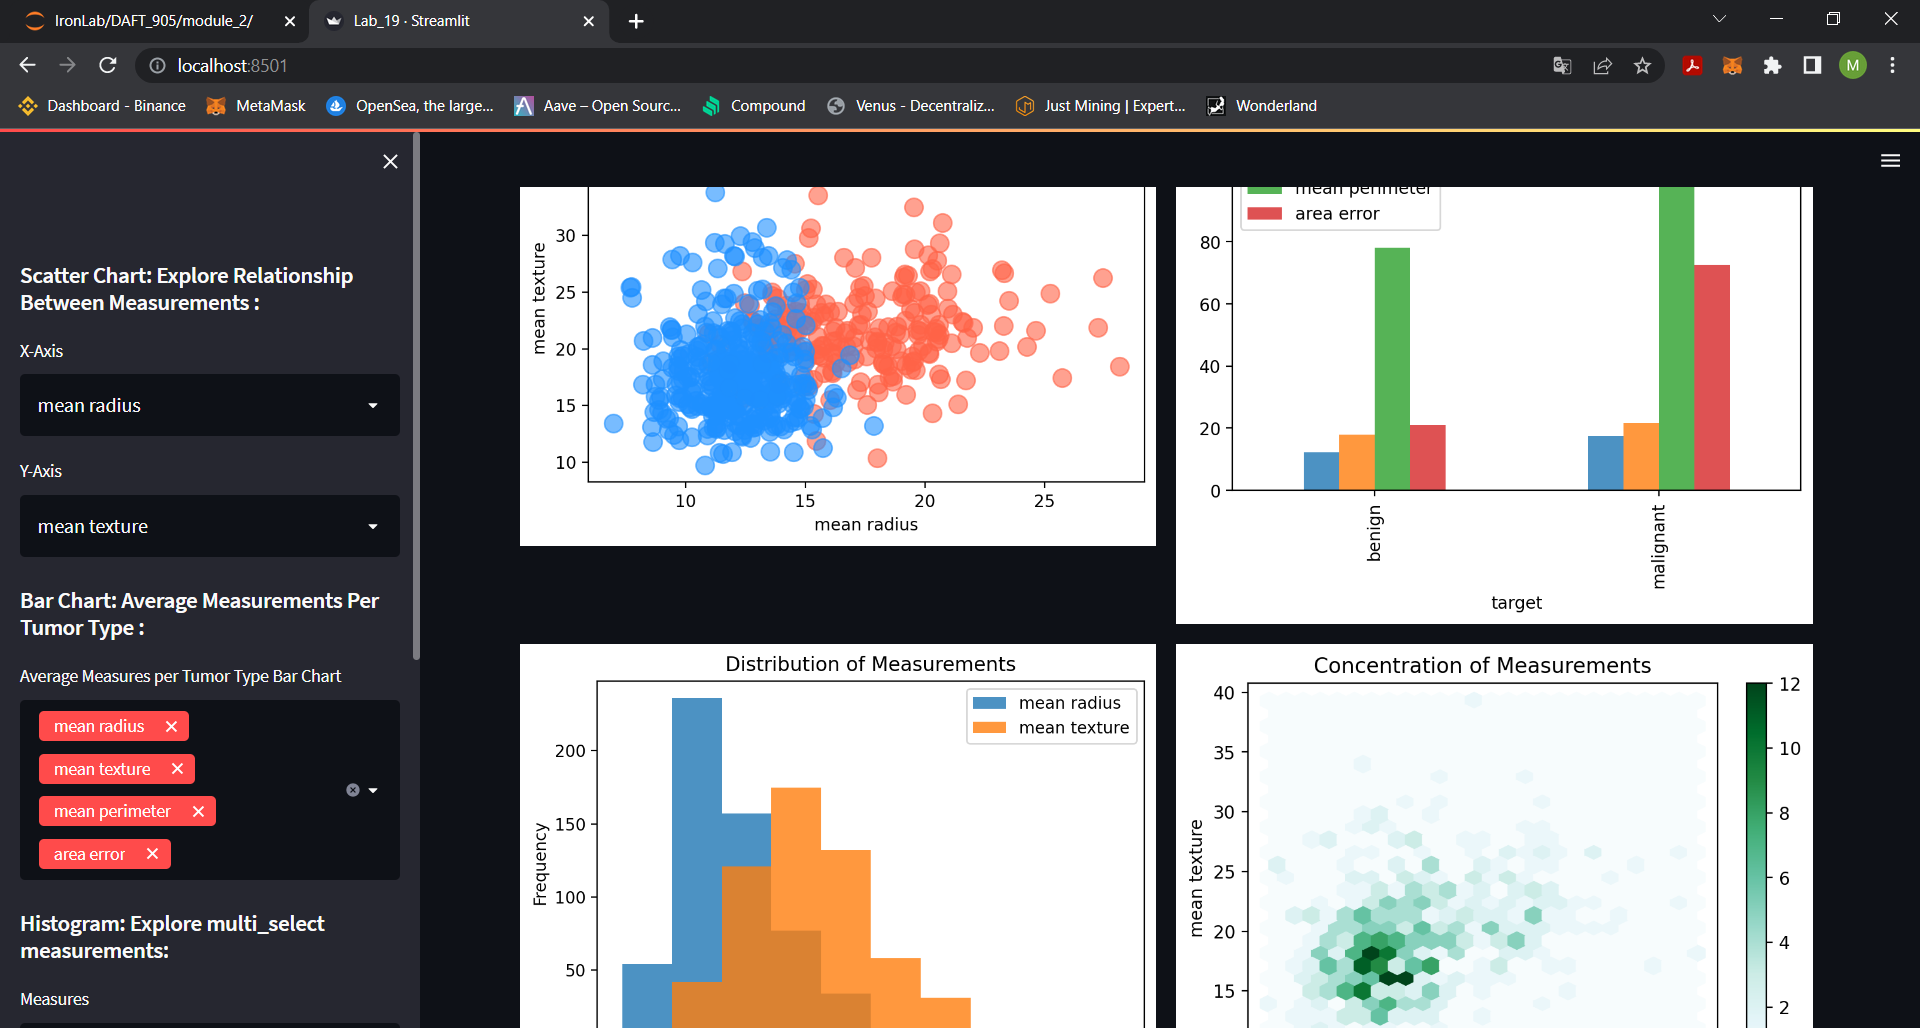 IronLab/DAFT_905/module_2/
Lab_19 · Streamlit
localhost:8501
M
Dashboard - Binance
MetaMask
OpenSea, the large...
Aave – Open Sourc...
Compound
Venus - Decentraliz...
Just Mining | Expert...
Wonderland
Scatter Chart: Explore Relationship
Between Measurements :
X-Axis
mean radius
Y-Axis
mean texture
Bar Chart: Average Measurements Per
Tumor Type :
Average Measures per Tumor Type Bar Chart
mean radius
mean texture
mean perimeter
area error
Histogram: Explore multi_select
measurements:
Measures
30
25
20
15
10
mean texture
10 15 20 25
mean radius
mean perimeter
area error
80
60
40
20
0
benign
malignant
target
Distribution of Measurements
mean radius
mean texture
200
150
100
50
Frequency
Concentration of Measurements
40
35
30
25
20
15
mean texture
12
10
8
6
4
2